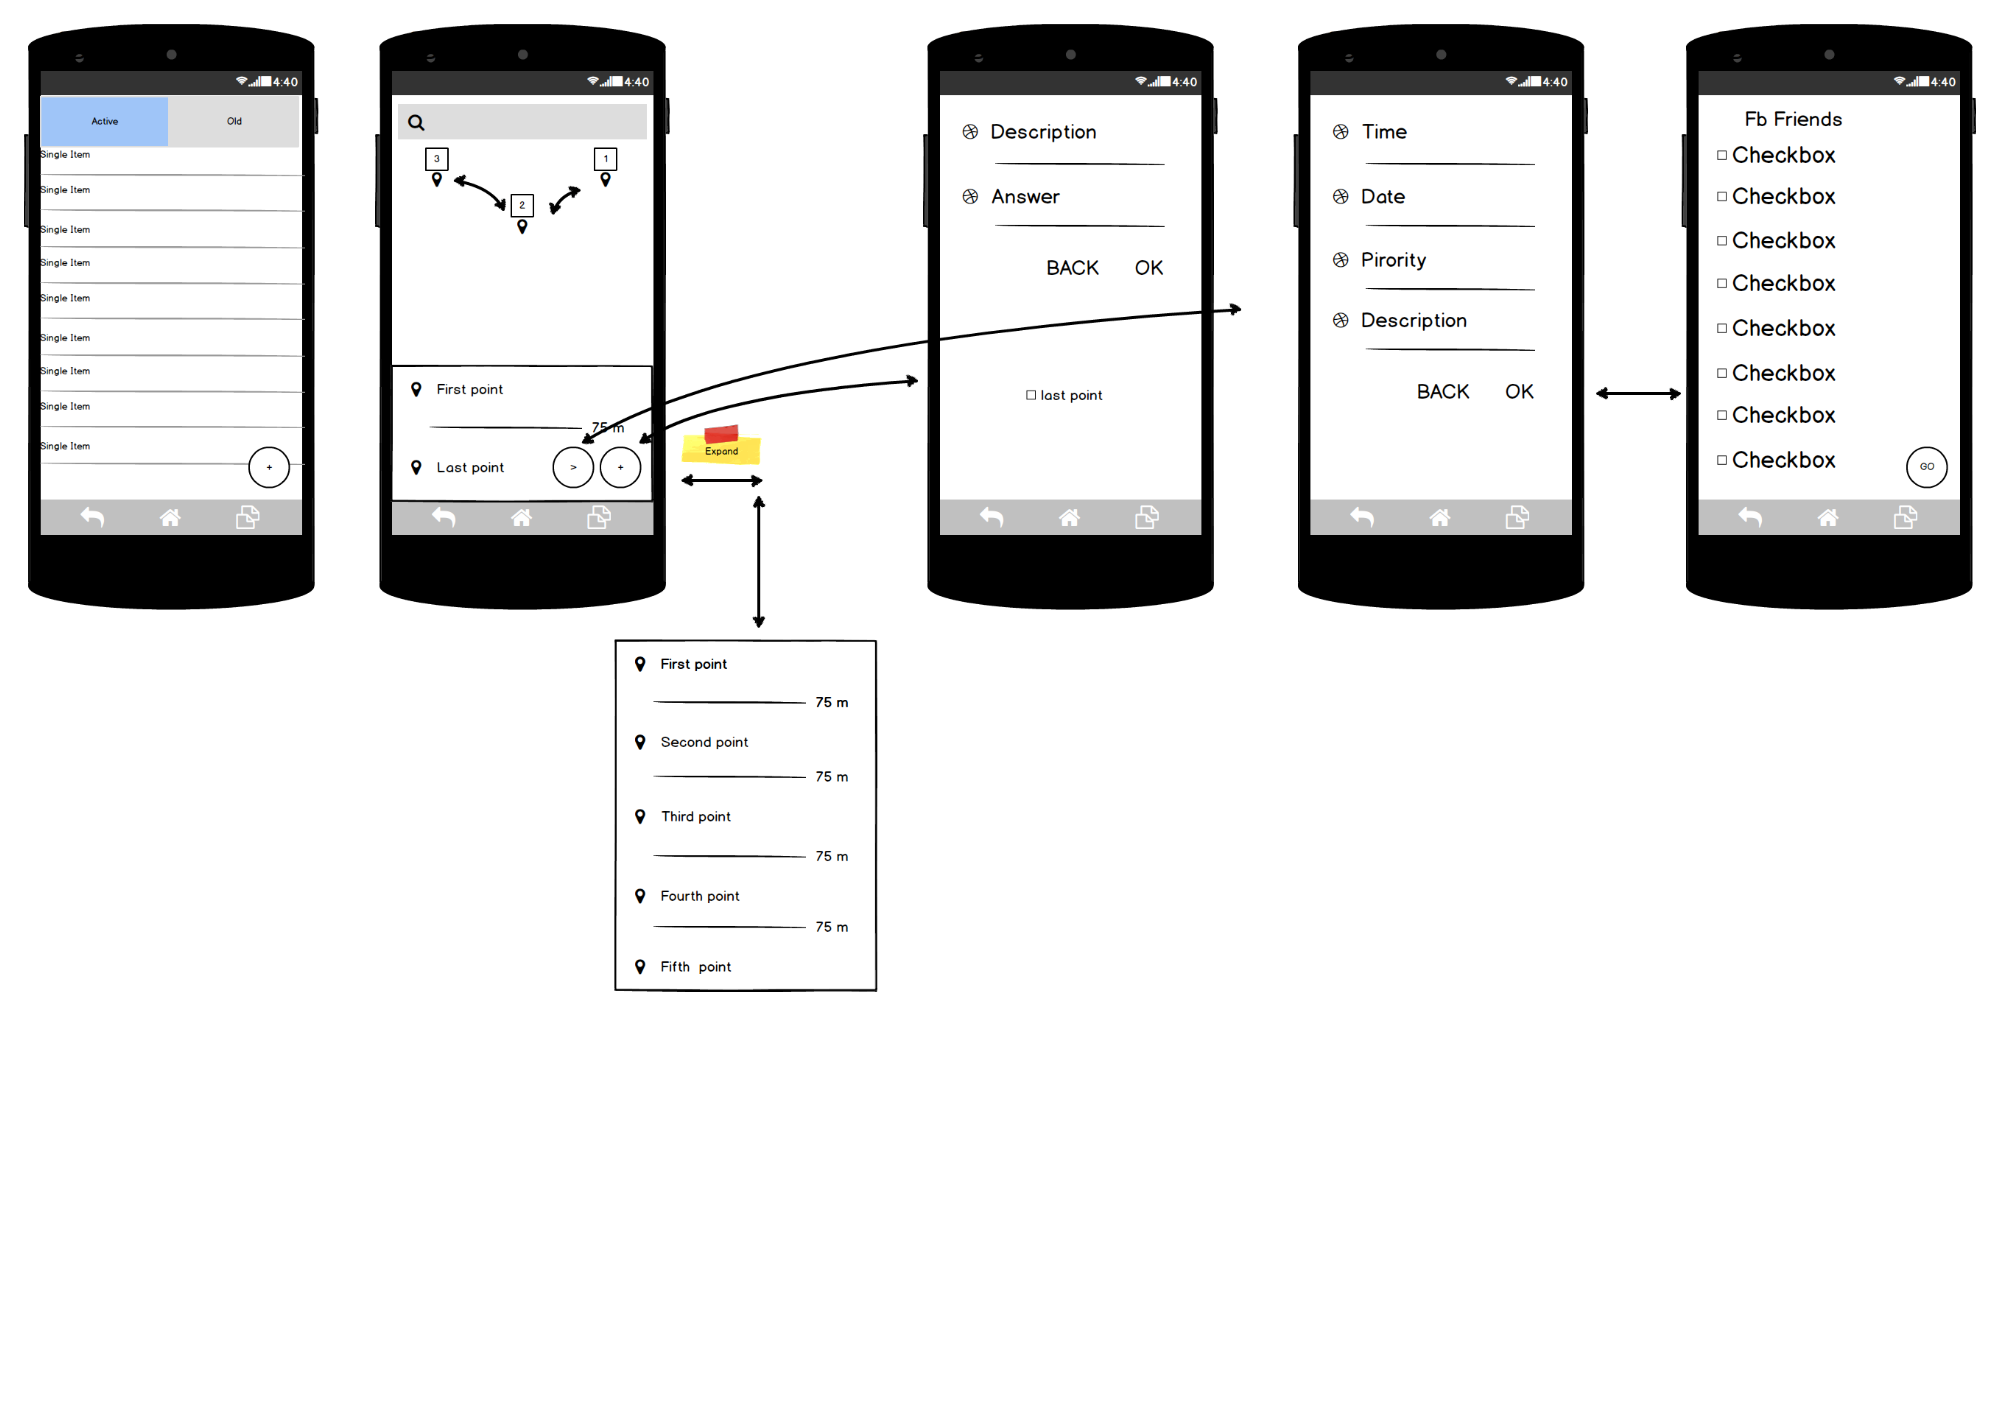 4:40
Active Old
Single Item
Single Item
Single Item
Single Item
Single Item
Single Item
Single Item
Single Item
Single Item
+
4:40
3 1
2
First point
75 m
Last point > +
Expand
First point
75 m
Second point
75 m
Third point
75 m
Fourth point
75 m
Fifth point
4:40
Description
Answer
BACK OK
last point
4:40
Time
Date
Pirority
Description
BACK OK
4:40
Fb Friends
Checkbox
Checkbox
Checkbox
Checkbox
Checkbox
Checkbox
Checkbox
Checkbox
GO